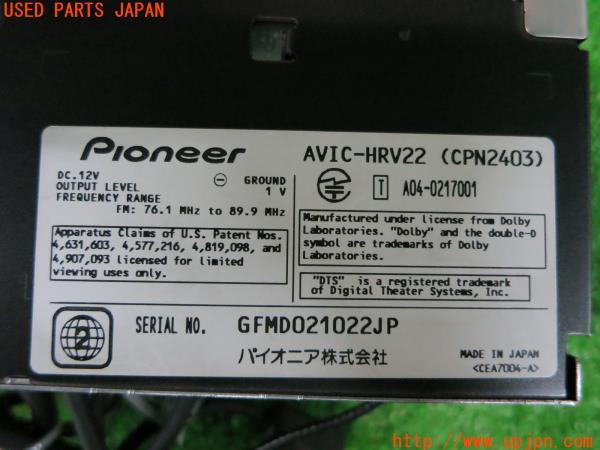 USED PARTS JAPAN
Pioneer
DC.12V
⊖ GROUND
OUTPUT LEVEL 1 V
FREQUENCY RANGE
FM: 76.1 MHz to 89.9 MHz
Apparatus Claims of U.S. Patent Nos.
4,631,603, 4,577,216, 4,819,098, and
4,907,093 licensed for limited
viewing uses only.
AVIC-HRV22 (CPN2403)
T A04-0217001
Manufactured under license from Dolby
Laboratories. "Dolby" and the double-D
symbol are trademarks of Dolby
Laboratories.
"DTS" is a registered trademark
of Digital Theater Systems, Inc.
2
SERIAL NO. GFMD021022JP
パイオニア株式会社
MADE IN JAPAN
<CEA7004-A>
http://www.upjpn.com